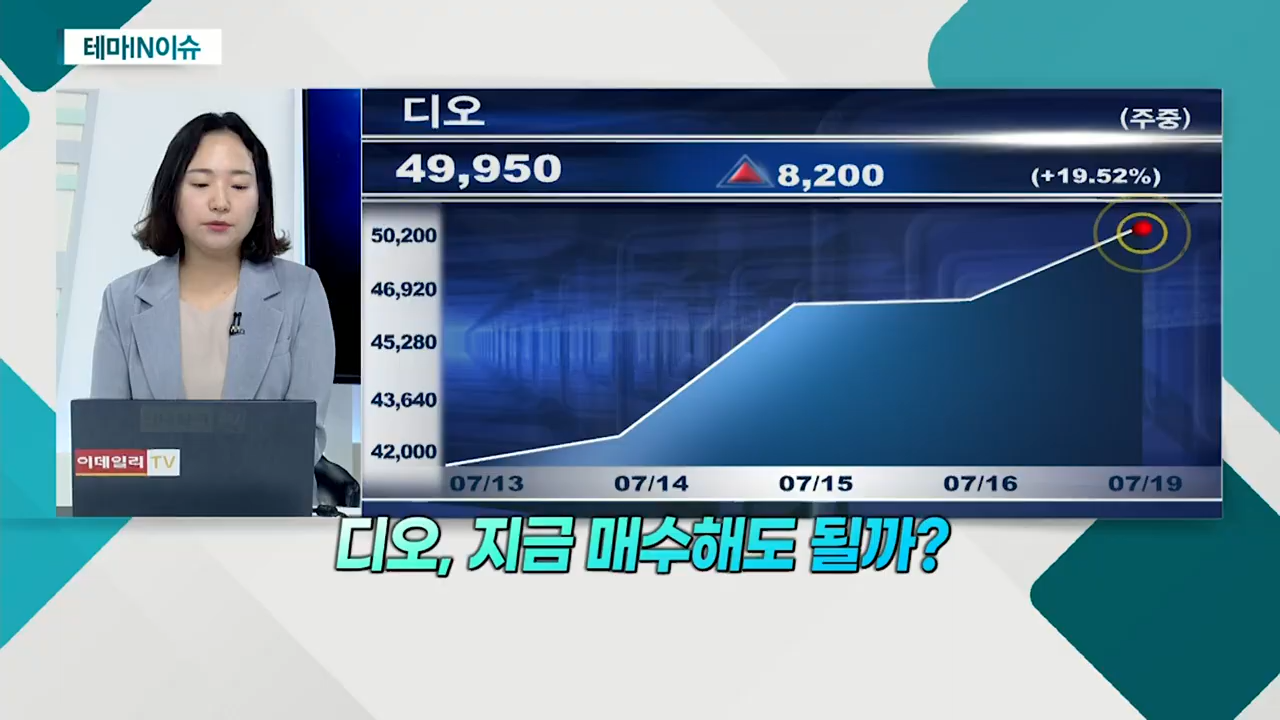 테마IN이슈
디오
(주중)
49,950
8,200
(+19.52%)
50,200
46,920
45,280
43,640
42,000
07/13
07/14
07/15
07/16
07/19
이데일리TV
디오, 지금 매수해도 될까?